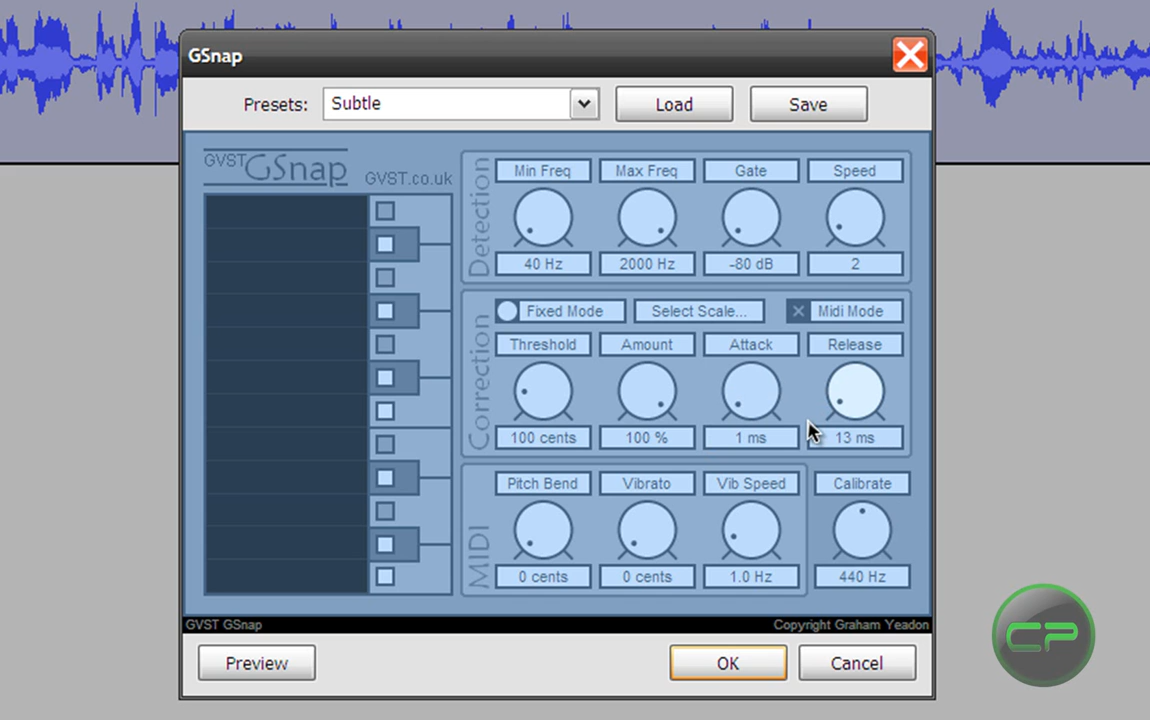 GSnap
Presets: Subtle Load Save
GVST GSnap GVST.co.uk
Detection
Min Freq Max Freq Gate Speed
40 Hz 2000 Hz -80 dB 2
Correction
Fixed Mode Select Scale... Midi Mode
Threshold Amount Attack Release
100 cents 100 % 1 ms 13 ms
MIDI
Pitch Bend Vibrato Vib Speed Calibrate
0 cents 0 cents 1.0 Hz 440 Hz
GVST GSnap Copyright Graham Yeadon
Preview OK Cancel
CP